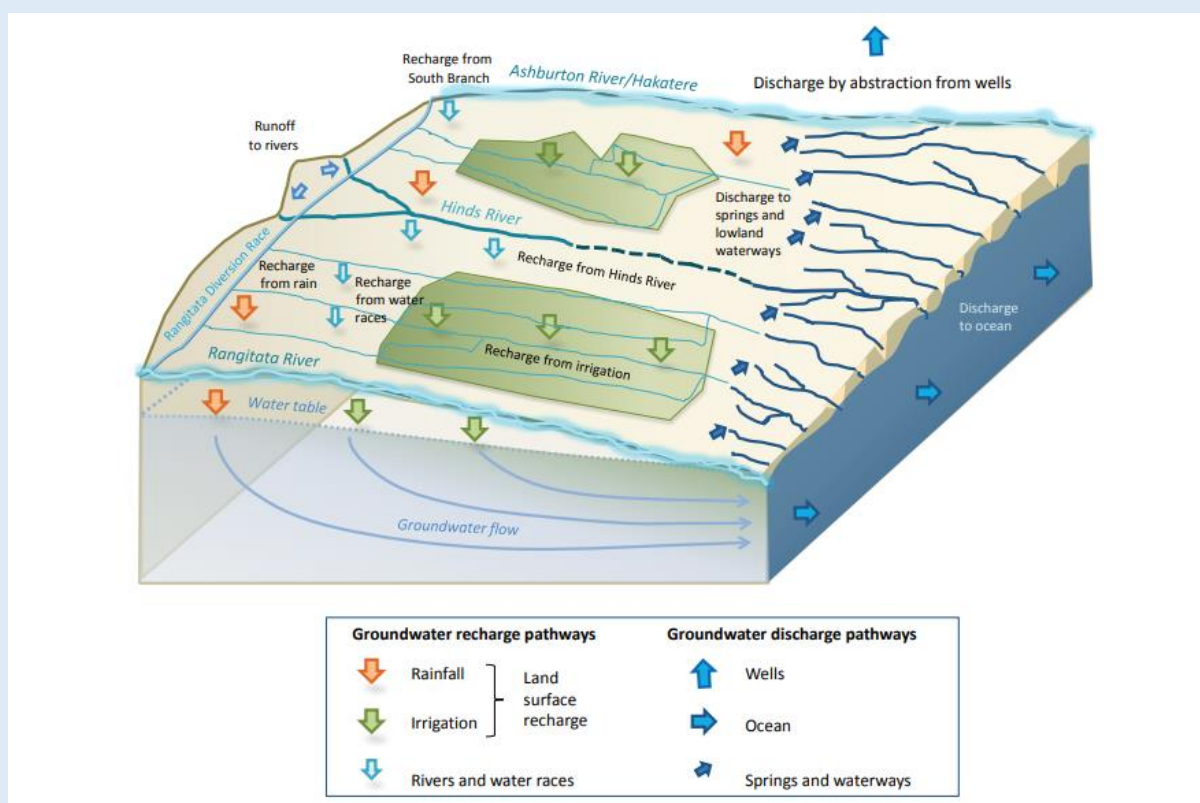 Recharge from
South Branch
Ashburton River/Hakatere
Discharge by abstraction from wells
Runoff
to rivers
Hinds River
Discharge to
springs and
lowland
waterways
Rangitata Diversion Race
Recharge
from rain
Recharge
from water
races
Recharge from Hinds River
Discharge
to ocean
Rangitata River
Recharge from irrigation
Water table
Groundwater flow
Groundwater recharge pathways
Rainfall
Irrigation
Land
surface
recharge
Rivers and water races
Groundwater discharge pathways
Wells
Ocean
Springs and waterways